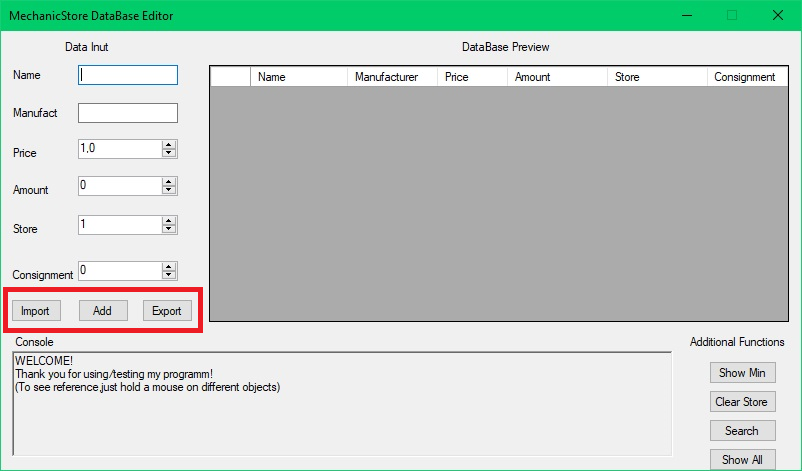 MechanicStore DataBase Editor
Data Inut
DataBase Preview
Name
Manufact
Price 1,0
Amount 0
Store 1
Consignment 0
Name Manufacturer Price Amount Store Consignment
Import Add Export
Console
WELCOME!
Thank you for using/testing my programm!
(To see reference,just hold a mouse on different objects)
Additional Functions
Show Min
Clear Store
Search
Show All